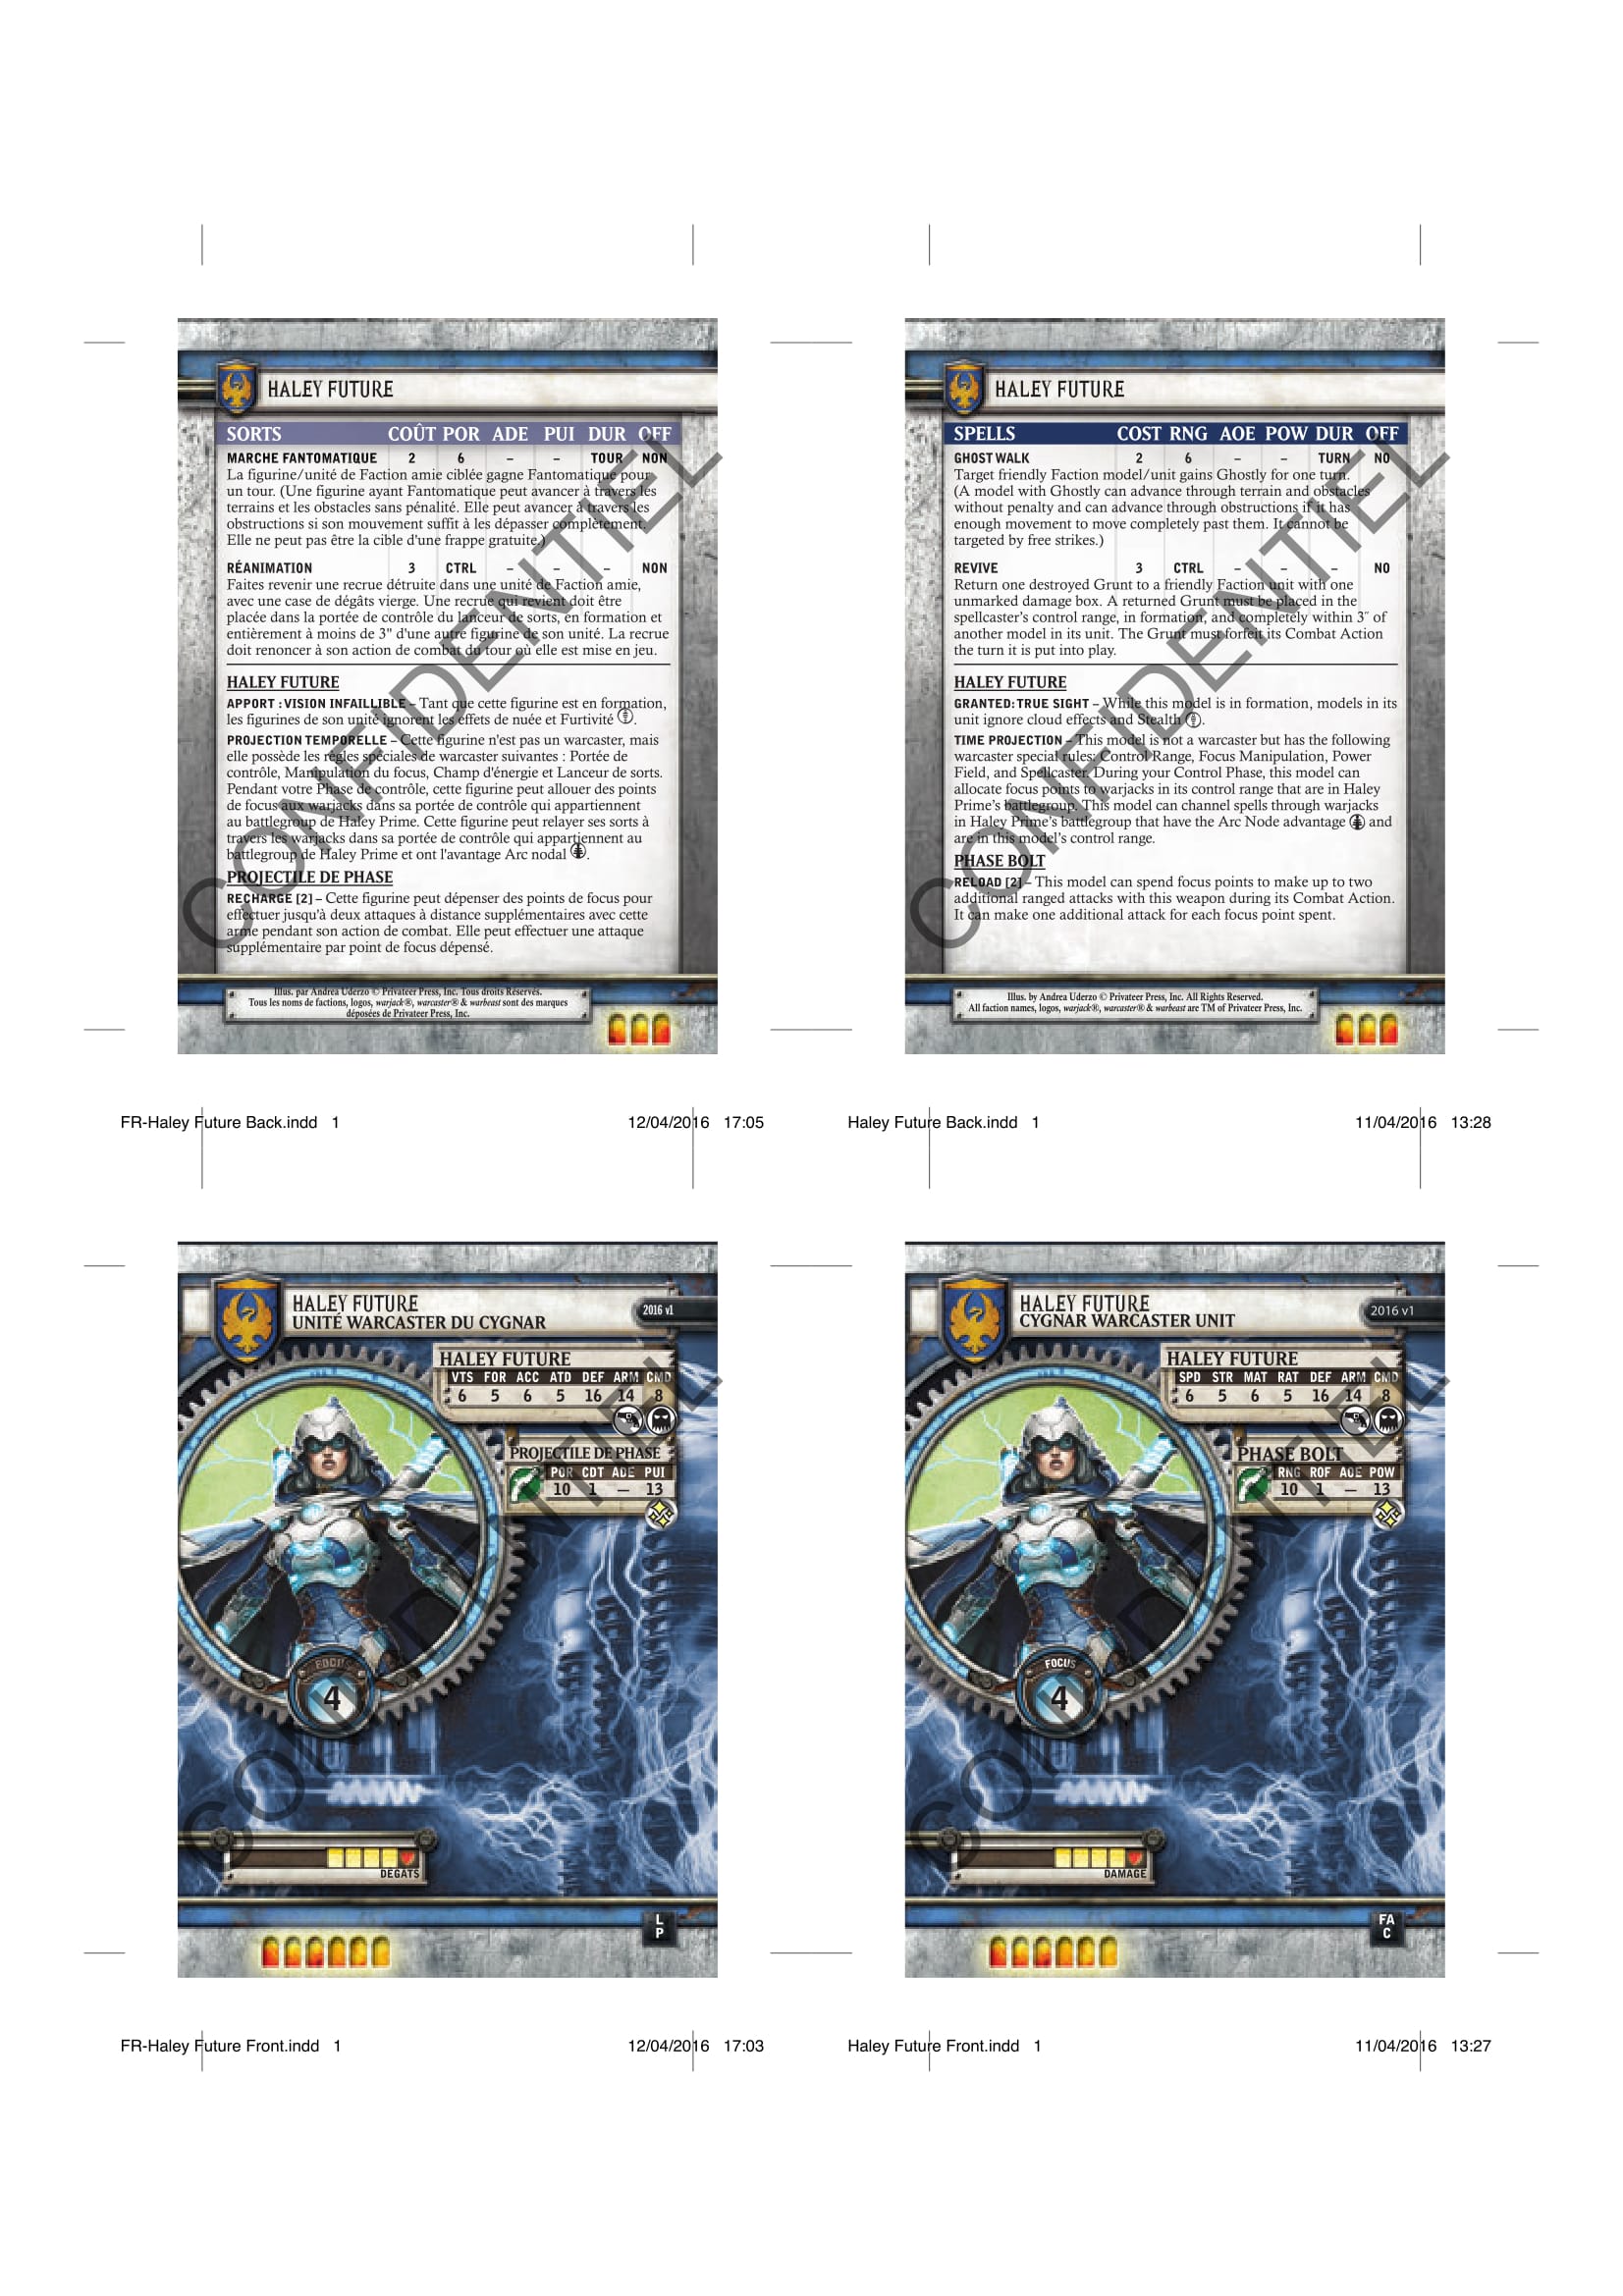 HALEY FUTURE
SORTS COÛT POR ADE PUI DUR OFF
MARCHE FANTOMATIQUE 2 6 – – TOUR NON
La figurine/unité de Faction amie ciblée gagne Fantomatique pour
un tour. (Une figurine ayant Fantomatique peut avancer à travers les
terrains et les obstacles sans pénalité. Elle peut avancer à travers les
obstructions si son mouvement suffit à les dépasser complètement.
Elle ne peut pas être la cible d'une frappe gratuite.)
RÉANIMATION 3 CTRL – – – NON
Faites revenir une recrue détruite dans une unité de Faction amie,
avec une case de dégâts vierge. Une recrue qui revient doit être
placée dans la portée de contrôle du lanceur de sorts, en formation et
entièrement à moins de 3" d'une autre figurine de son unité. La recrue
doit renoncer à son action de combat du tour où elle est mise en jeu.
HALEY FUTURE
APPORT : VISION INFAILLIBLE – Tant que cette figurine est en formation,
les figurines de son unité ignorent les effets de nuée et Furtivité .
PROJECTION TEMPORELLE – Cette figurine n'est pas un warcaster, mais
elle possède les règles spéciales de warcaster suivantes : Portée de
contrôle, Manipulation du focus, Champ d'énergie et Lanceur de sorts.
Pendant votre Phase de contrôle, cette figurine peut allouer des points
de focus aux warjacks dans sa portée de contrôle qui appartiennent
au battlegroup de Haley Prime. Cette figurine peut relayer ses sorts à
travers les warjacks dans sa portée de contrôle qui appartiennent au
battlegroup de Haley Prime et ont l'avantage Arc nodal .
PROJECTILE DE PHASE
RECHARGE [2] – Cette figurine peut dépenser des points de focus pour
effectuer jusqu'à deux attaques à distance supplémentaires avec cette
arme pendant son action de combat. Elle peut effectuer une attaque
supplémentaire par point de focus dépensé.
Illus. par Andrea Uderzo © Privateer Press, Inc. Tous droits Réservés.
Tous les noms de factions, logos, warjack®, warcaster® & warbeast sont des marques
déposées de Privateer Press, Inc.
CONFIDENTIEL
FR-Haley Future Back.indd 1 12/04/2016 17:05
HALEY FUTURE
SPELLS COST RNG AOE POW DUR OFF
GHOST WALK 2 6 – – TURN NO
Target friendly Faction model/unit gains Ghostly for one turn.
(A model with Ghostly can advance through terrain and obstacles
without penalty and can advance through obstructions if it has
enough movement to move completely past them. It cannot be
targeted by free strikes.)
REVIVE 3 CTRL – – – NO
Return one destroyed Grunt to a friendly Faction unit with one
unmarked damage box. A returned Grunt must be placed in the
spellcaster's control range, in formation, and completely within 3″ of
another model in its unit. The Grunt must forfeit its Combat Action
the turn it is put into play.
HALEY FUTURE
GRANTED: TRUE SIGHT – While this model is in formation, models in its
unit ignore cloud effects and Stealth .
TIME PROJECTION – This model is not a warcaster but has the following
warcaster special rules: Control Range, Focus Manipulation, Power
Field, and Spellcaster. During your Control Phase, this model can
allocate focus points to warjacks in its control range that are in Haley
Prime's battlegroup. This model can channel spells through warjacks
in Haley Prime's battlegroup that have the Arc Node advantage and
are in this model's control range.
PHASE BOLT
RELOAD [2] – This model can spend focus points to make up to two
additional ranged attacks with this weapon during its Combat Action.
It can make one additional attack for each focus point spent.
Illus. by Andrea Uderzo © Privateer Press, Inc. All Rights Reserved.
All faction names, logos, warjack®, warcaster® & warbeast are TM of Privateer Press, Inc.
CONFIDENTIEL
Haley Future Back.indd 1 11/04/2016 13:28
HALEY FUTURE
UNITÉ WARCASTER DU CYGNAR
2016 v1
HALEY FUTURE
VTS FOR ACC ATD DEF ARM CMD
6 5 6 5 16 14 8
PROJECTILE DE PHASE
POR CDT ADE PUI
10 1 — 13
FOCUS
4
DEGATS
L
P
CONFIDENTIEL
FR-Haley Future Front.indd 1 12/04/2016 17:03
HALEY FUTURE
CYGNAR WARCASTER UNIT
2016 v1
HALEY FUTURE
SPD STR MAT RAT DEF ARM CMD
6 5 6 5 16 14 8
PHASE BOLT
RNG ROF AOE POW
10 1 — 13
FOCUS
4
DAMAGE
FA
C
CONFIDENTIEL
Haley Future Front.indd 1 11/04/2016 13:27